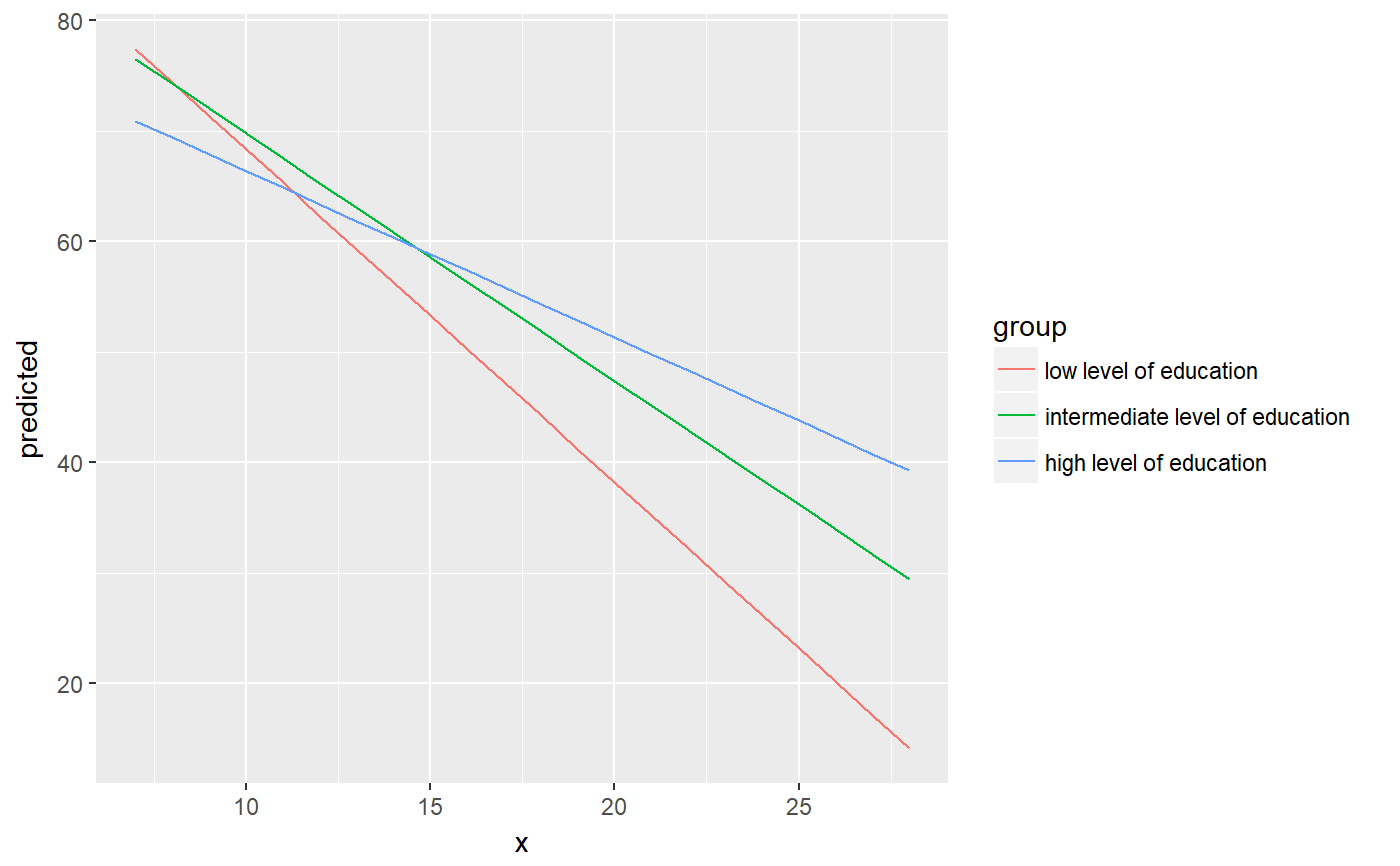 80
60
40
20
predicted
10
15
20
25
x
group
low level of education
intermediate level of education
high level of education